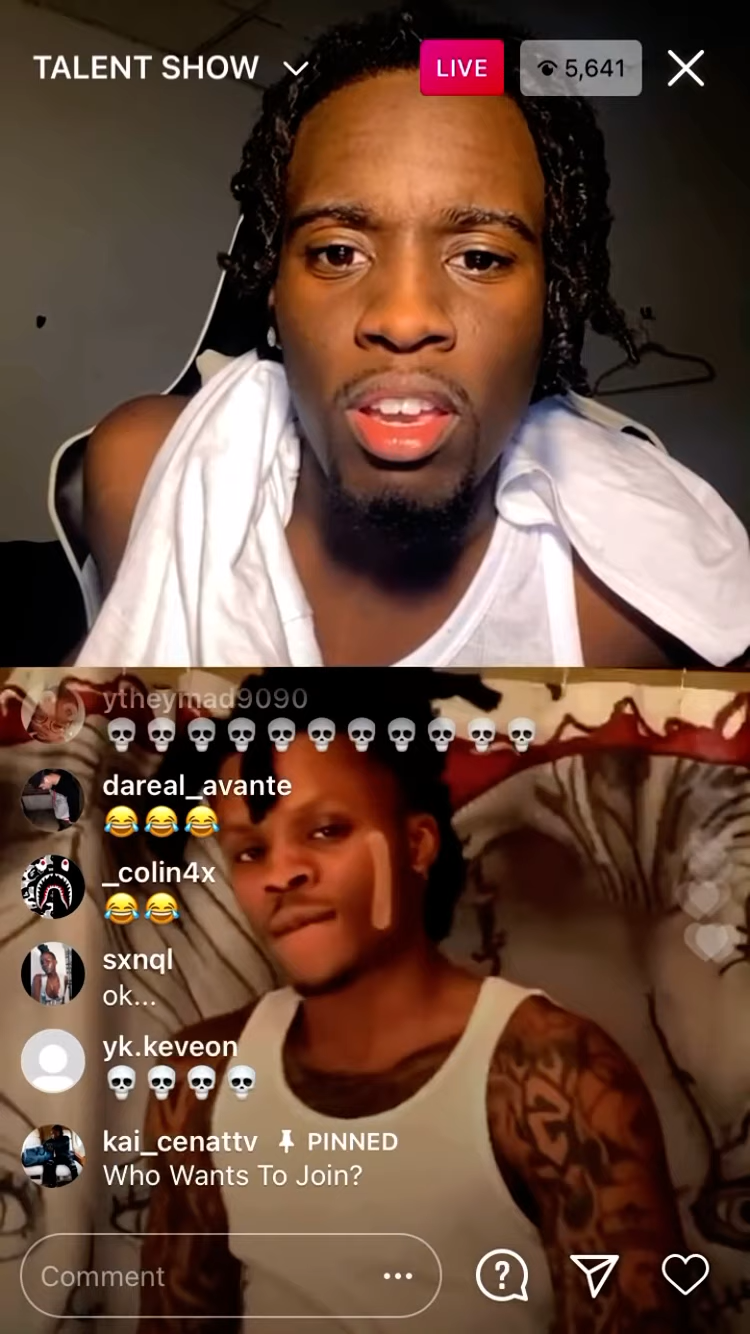 TALENT SHOW
LIVE
5,641
ytheymad9090
💀💀💀💀💀💀💀💀💀💀💀
dareal_avante
😂😂😂
_colin4x
😂😂
sxnql
ok...
yk.keveon
💀💀💀💀
kai_cenattv 📌 PINNED
Who Wants To Join?
Comment